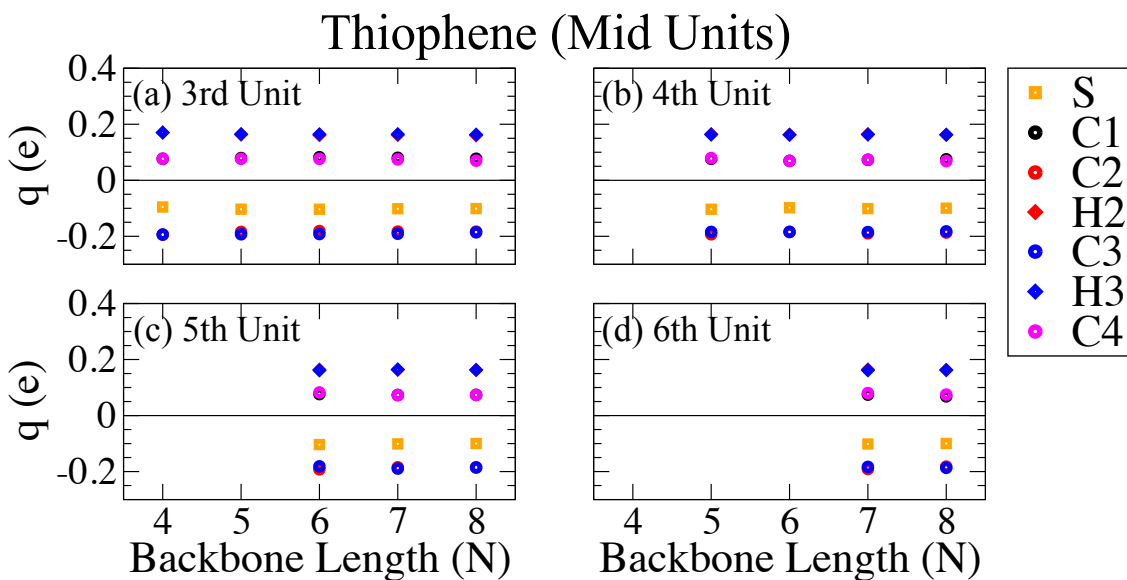 Thiophene (Mid Units)
0.4
0.2
0
-0.2
q (e)
(a) 3rd Unit
(b) 4th Unit
S
C1
C2
H2
C3
H3
C4
0.4
0.2
0
-0.2
q (e)
(c) 5th Unit
(d) 6th Unit
4 5 6 7 8
4 5 6 7 8
Backbone Length (N)
Backbone Length (N)